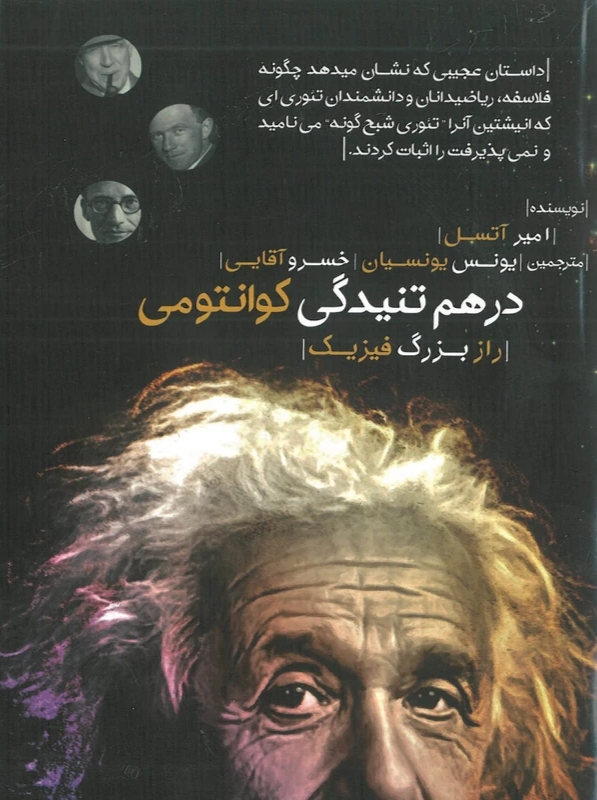 |داستان عجیبی که نشان میدهد چگونه
فلاسفه، ریاضیدانان و دانشمندان تئوری ای
که انیشتین آنرا "تئوری شبح گونه" می نامید
و نمی پذیرفت را اثبات کردند.|
|نویسنده|
|امیر آتسبل|
|مترجمین| یونس یونسیان | خسرو آقایی|
درهم تنیدگی کوانتومی
|راز بزرگ فیزیک|